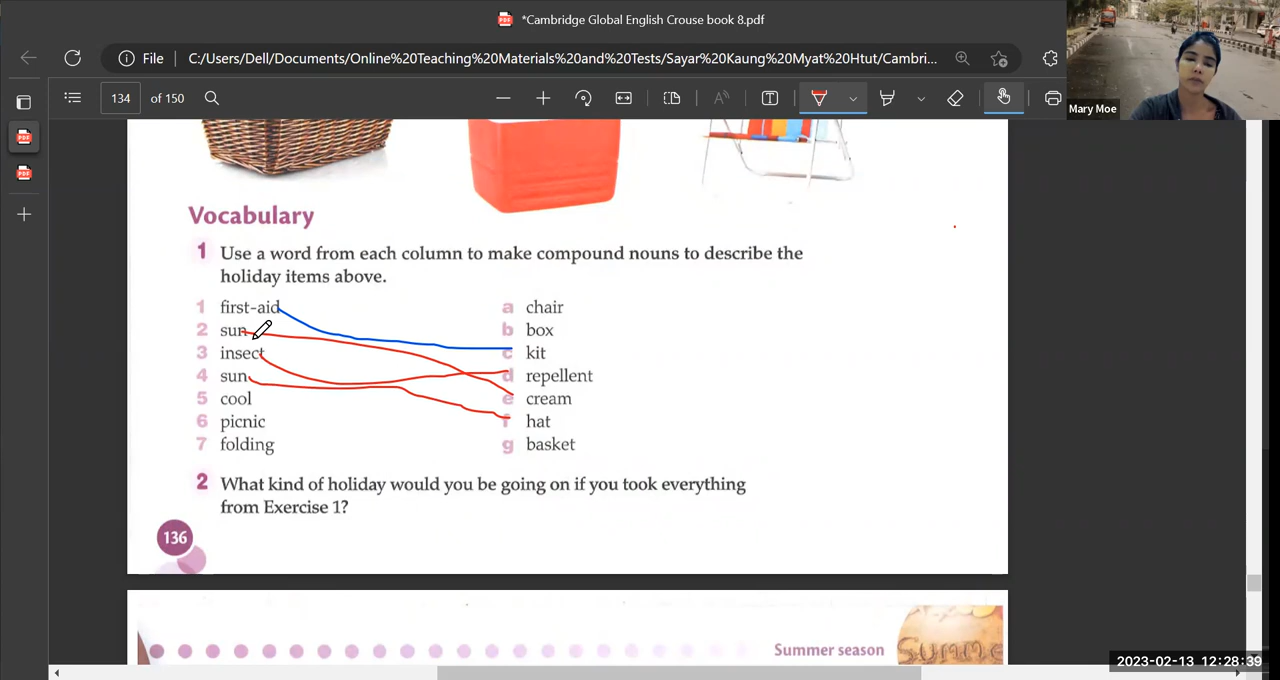 *Cambridge Global English Crouse book 8.pdf
File
C:/Users/Dell/Documents/Online%20Teaching%20Materials%20and%20Tests/Sayar%20Kaung%20Myat%20Htut/Cambri...
134 of 150
Mary Moe
Vocabulary
1 Use a word from each column to make compound nouns to describe the
holiday items above.
1 first-aid a chair
2 sun b box
3 insect c kit
4 sun d repellent
5 cool e cream
6 picnic f hat
7 folding g basket
2 What kind of holiday would you be going on if you took everything
from Exercise 1?
136
Summer season
Summe
2023-02-13 12:28:39